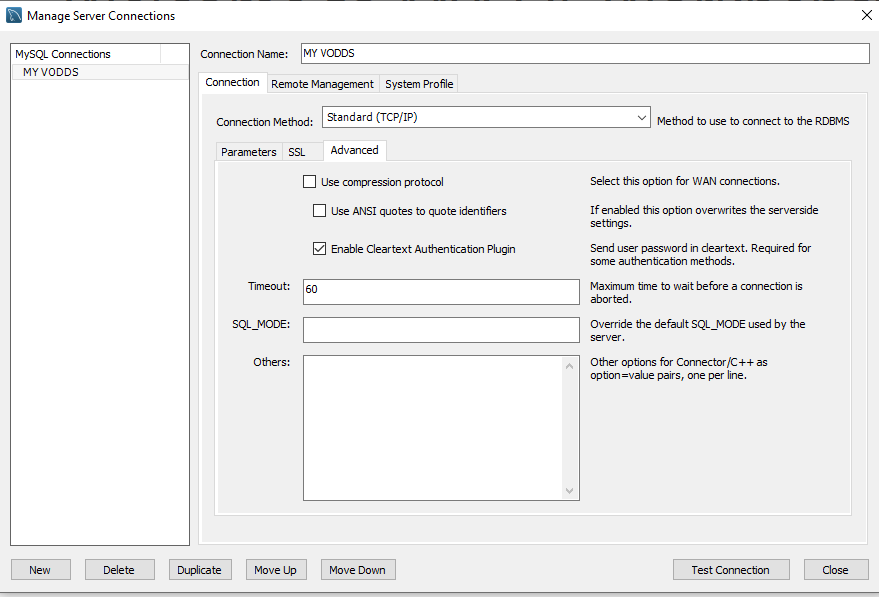 Manage Server Connections
MySQL Connections
MY VODDS
Connection Name:
MY VODDS
Connection
Remote Management
System Profile
Connection Method:
Standard (TCP/IP)
Method to use to connect to the RDBMS
Parameters
SSL
Advanced
Use compression protocol
Select this option for WAN connections.
Use ANSI quotes to quote identifiers
If enabled this option overwrites the serverside
settings.
Enable Cleartext Authentication Plugin
Send user password in cleartext. Required for
some authentication methods.
Timeout:
60
Maximum time to wait before a connection is
aborted.
SQL_MODE:
Override the default SQL_MODE used by the
server.
Others:
Other options for Connector/C++ as
option=value pairs, one per line.
New
Delete
Duplicate
Move Up
Move Down
Test Connection
Close